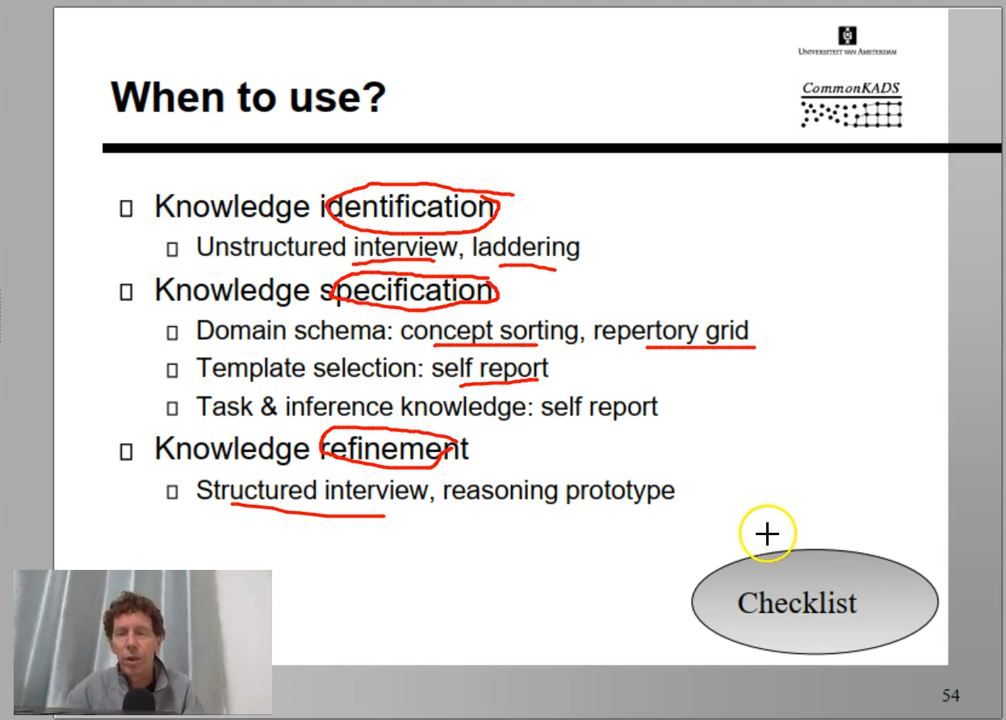 UNIVERSITEIT VAN AMSTERDAM
When to use?
CommonKADS
Knowledge identification
Unstructured interview, laddering
Knowledge specification
Domain schema: concept sorting, repertory grid
Template selection: self report
Task & inference knowledge: self report
Knowledge refinement
Structured interview, reasoning prototype
Checklist
54